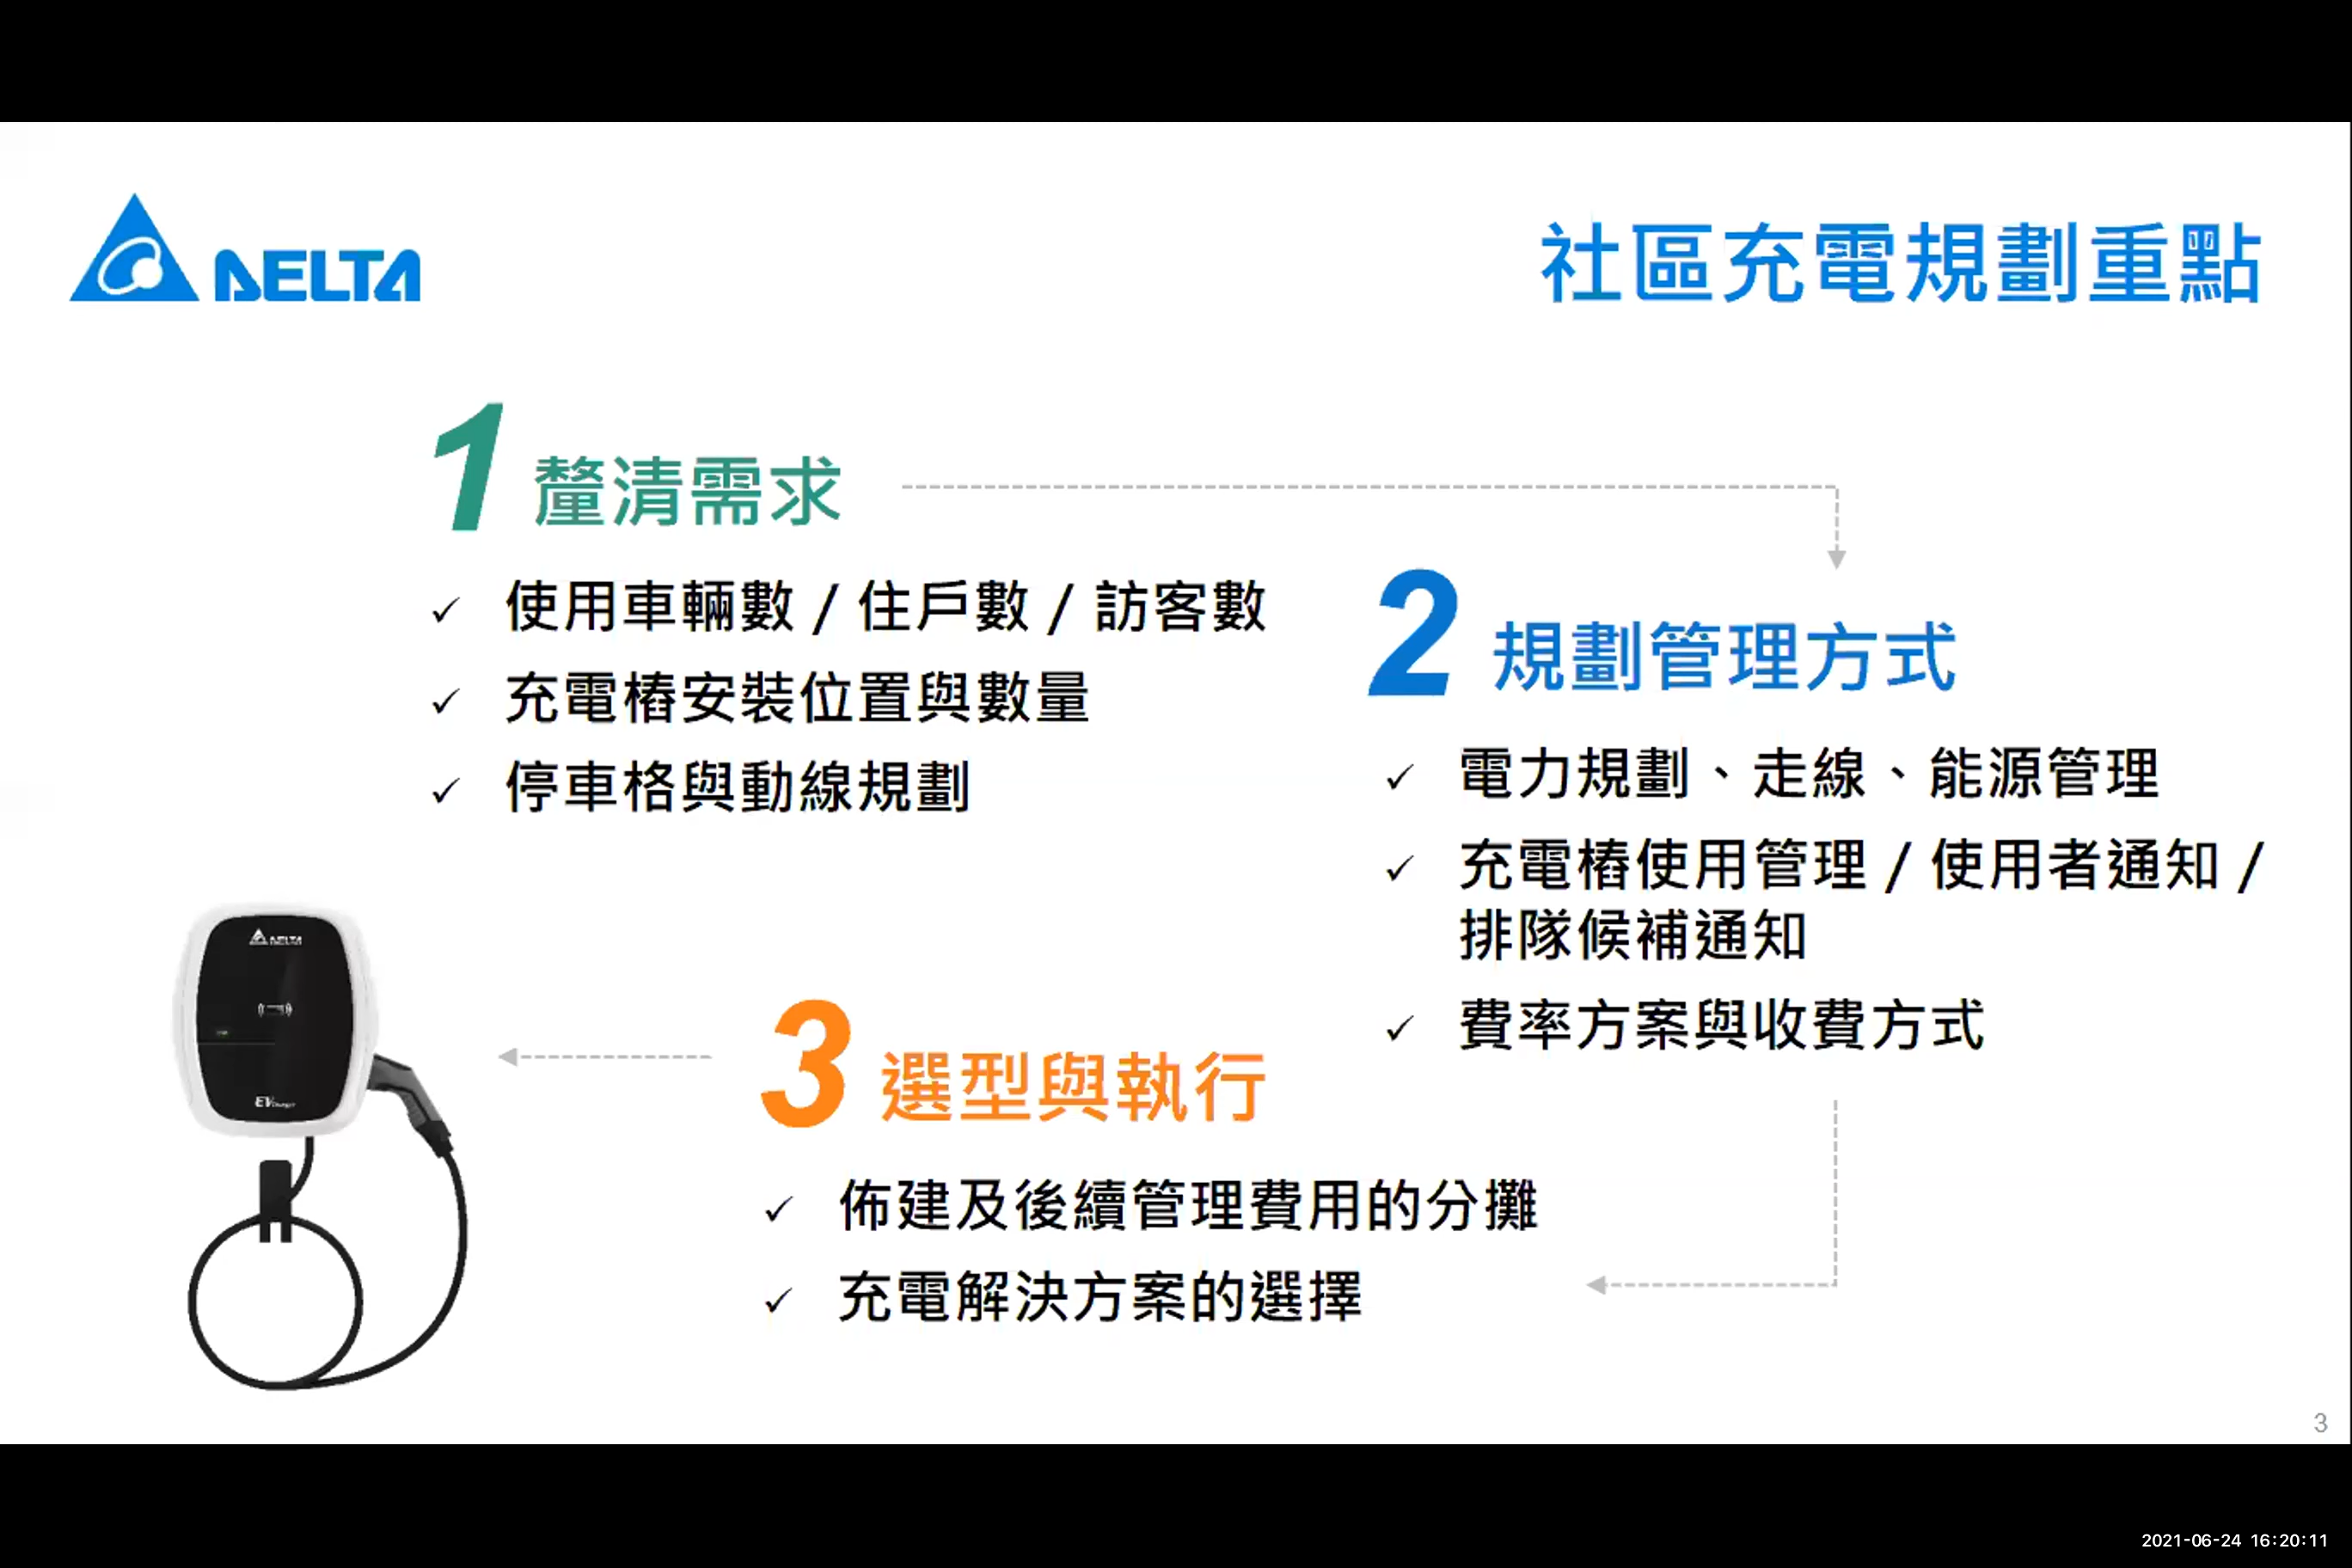 DELTA
社區充電規劃重點
1 釐清需求
✓ 使用車輛數 / 住戶數 / 訪客數
✓ 充電樁安裝位置與數量
✓ 停車格與動線規劃
2 規劃管理方式
✓ 電力規劃、走線、能源管理
✓ 充電樁使用管理 / 使用者通知 /
排隊候補通知
✓ 費率方案與收費方式
3 選型與執行
✓ 佈建及後續管理費用的分攤
✓ 充電解決方案的選擇
DELTA
EV Charger
3
2021-06-24 16:20:11